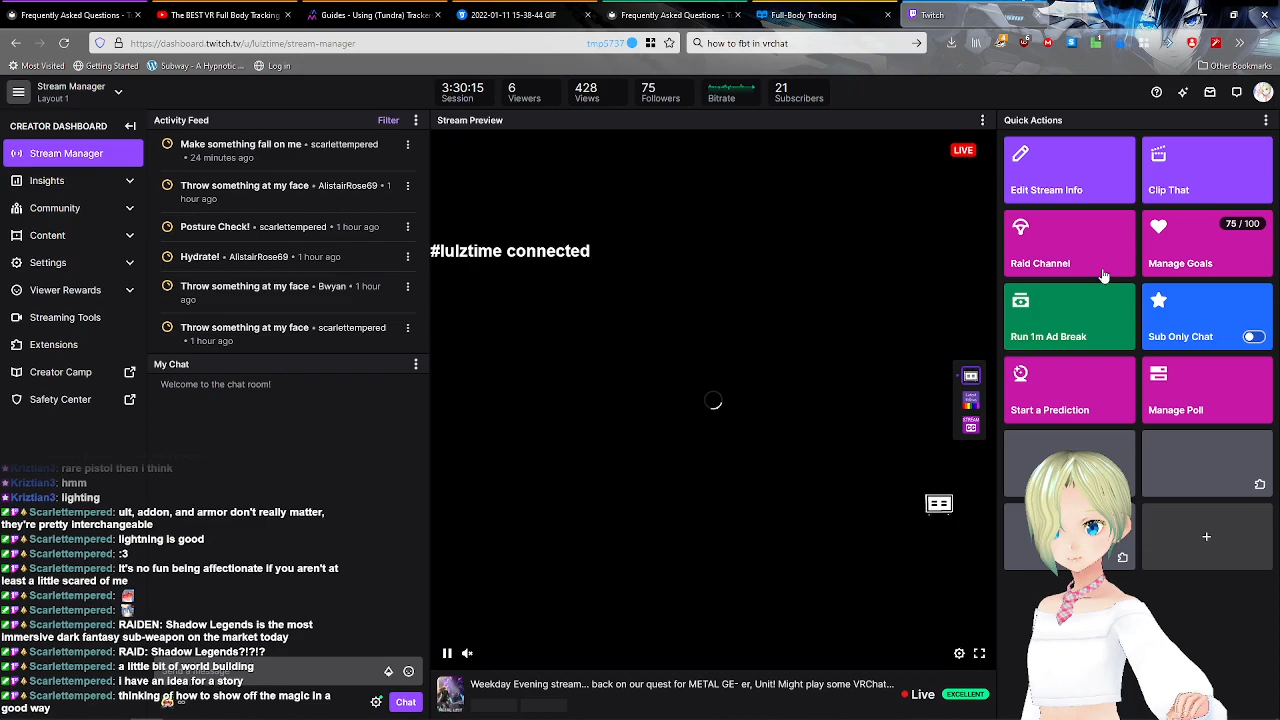 Frequently Asked Questions - T
The BEST VR Full Body Tracking
Guides - Using (Tundra) Tracker
2022-01-11 15-38-44 GIF
Frequently Asked Questions - T
Full-Body Tracking
Twitch
https://dashboard.twitch.tv/u/lulztime/stream-manager
tmp5737
how to fbt in vrchat
Most Visited
Getting Started
Subway - A Hypnotic ...
Log in
Other Bookmarks
Stream Manager
Layout 1
3:30:15
Session
6
Viewers
428
Views
75
Followers
Bitrate
21
Subscribers
CREATOR DASHBOARD
Stream Manager
Insights
Community
Content
Settings
Viewer Rewards
Streaming Tools
Extensions
Creator Camp
Safety Center
Activity Feed
Filter
Make something fall on me • scarlettempered
• 24 minutes ago
Throw something at my face • AlistairRose69 • 1
hour ago
Posture Check! • scarlettempered • 1 hour ago
Hydrate! • AlistairRose69 • 1 hour ago
Throw something at my face • Bwyan • 1 hour
ago
Throw something at my face • scarlettempered
• 1 hour ago
My Chat
Welcome to the chat room!
Kriztian3: rare pistol then i think
Kriztian3: hmm
Kriztian3: lighting
Scarlettempered: ult, addon, and armor don't really matter,
they're pretty interchangeable
Scarlettempered: lightning is good
Scarlettempered: :3
Scarlettempered: It's no fun being affectionate if you aren't at
least a little scared of me
Scarlettempered:
Scarlettempered:
Scarlettempered: RAIDEN: Shadow Legends is the most
immersive dark fantasy sub-weapon on the market today
Scarlettempered: RAID: Shadow Legends?!?!?
Scarlettempered: a little bit of world building
Scarlettempered: i have an idea for a story
Scarlettempered: thinking of how to show off the magic in a
good way
Send a message
Chat
Stream Preview
LIVE
#lulztime connected
STREAM
CC
Weekday Evening stream... back on our quest for METAL GE- er, Unit! Might play some VRChat...
Live
EXCELLENT
Quick Actions
Edit Stream Info
Clip That
Raid Channel
75 / 100
Manage Goals
Run 1m Ad Break
Sub Only Chat
Start a Prediction
Manage Poll